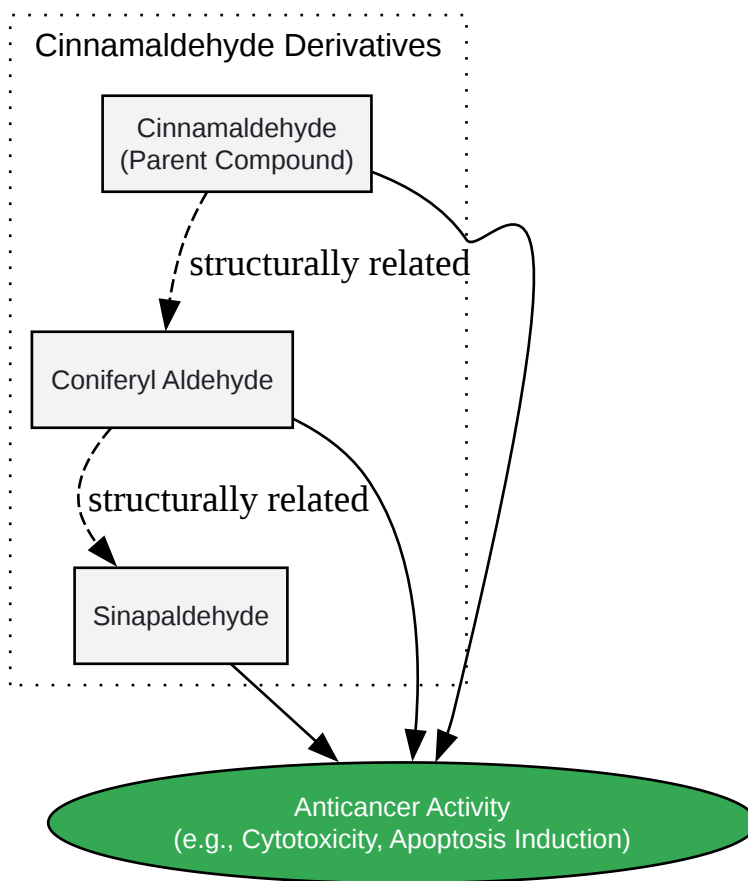 Cinnamaldehyde Derivatives
Cinnamaldehyde
(Parent Compound)
structurally related
Coniferyl Aldehyde
structurally related
Sinapaldehyde
Anticancer Activity
(e.g., Cytotoxicity, Apoptosis Induction)